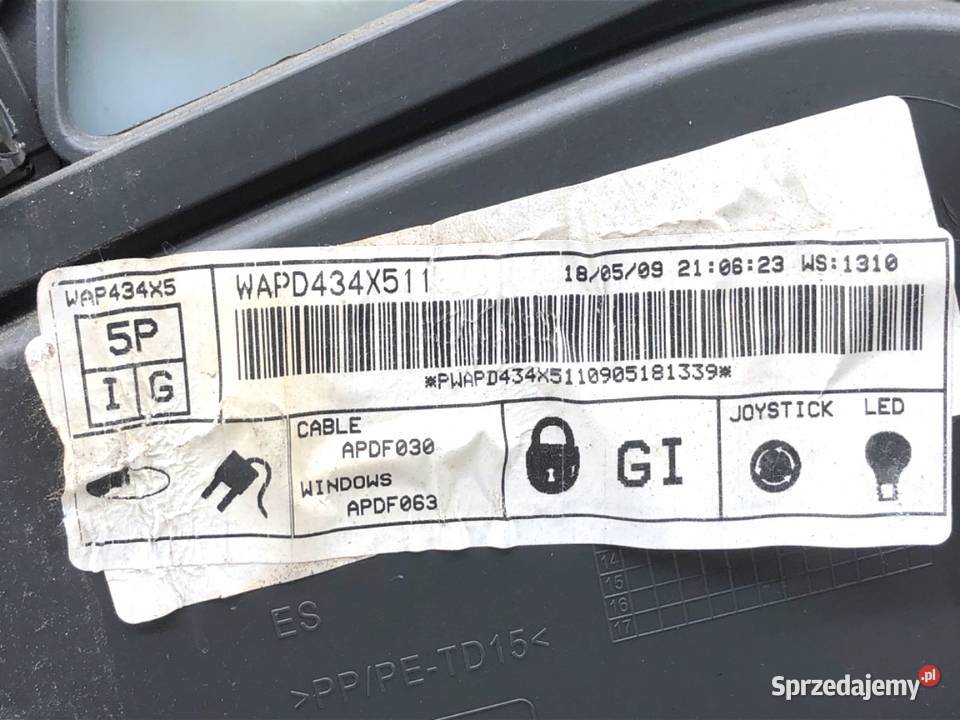 WAP434X5
5P
I G
WAPD434X511
18/05/09 21:06:23 WS:1310
*PWAPD434X5110905181339*
CABLE
APDF030
WINDOWS
APDF063
GI
JOYSTICK LED
14
15
16
17
ES
>PP/PE-TD15<
Sprzedajemy.pl